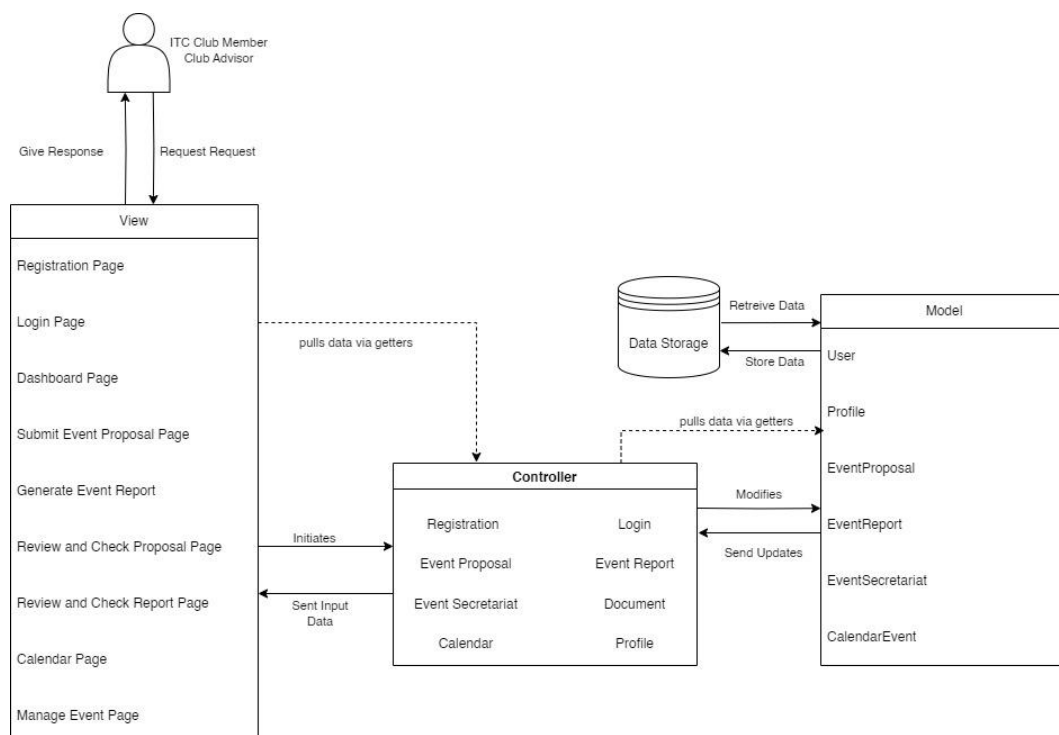 ITC Club Member
Club Advisor
Give Response
Request Request
View
Registration Page
Login Page
Dashboard Page
Submit Event Proposal Page
Generate Event Report
Review and Check Proposal Page
Review and Check Report Page
Calendar Page
Manage Event Page
pulls data via getters
Initiates
Sent Input
Data
Controller
Registration
Login
Event Proposal
Event Report
Event Secretariat
Document
Calendar
Profile
Data Storage
Retreive Data
Store Data
pulls data via getters
Modifies
Send Updates
Model
User
Profile
EventProposal
EventReport
EventSecretariat
CalendarEvent